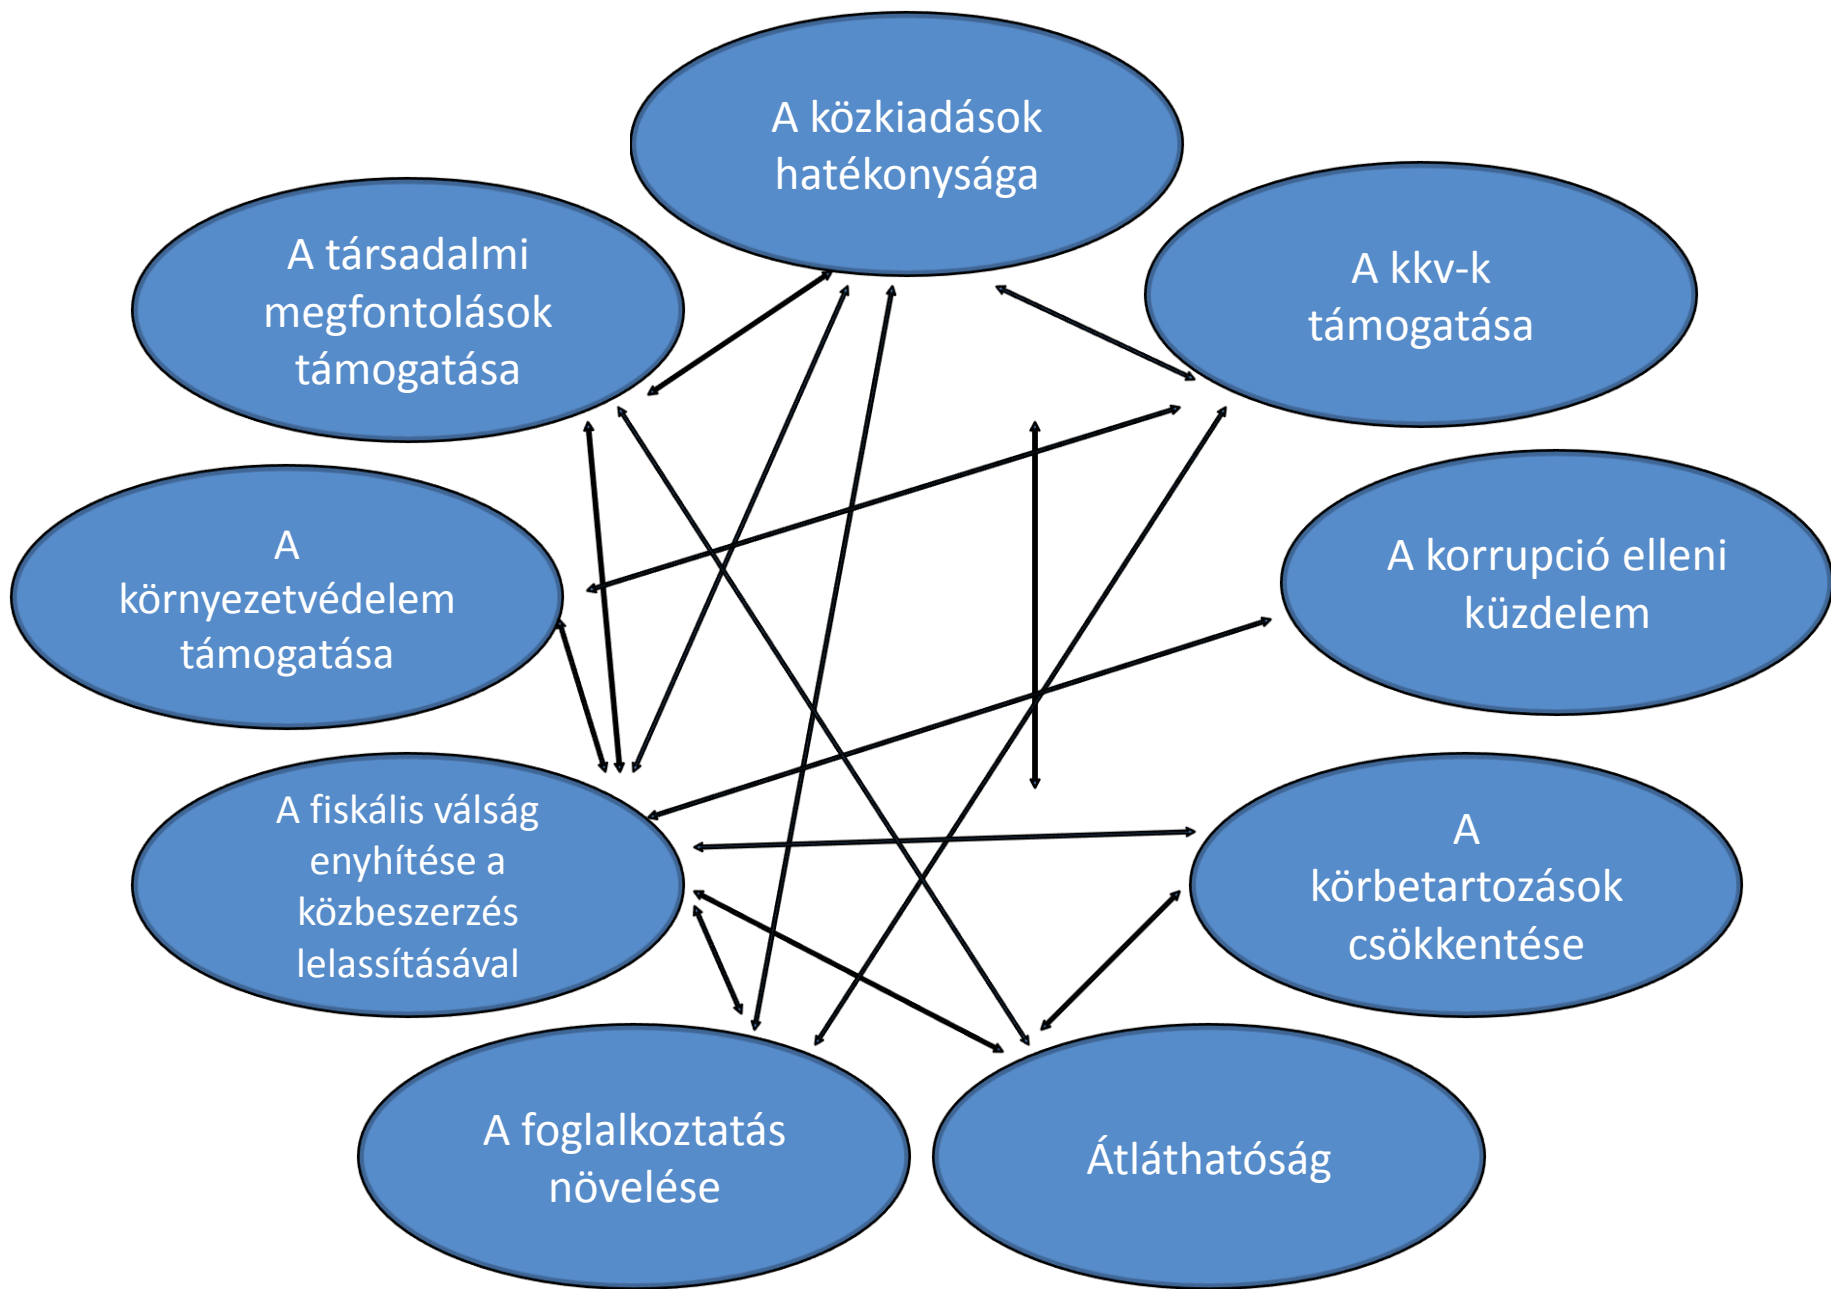 A közkiadások
hatékonysága
A társadalmi
megfontolások
támogatása
A kkv-k
támogatása
A
környezetvédelem
támogatása
A korrupció elleni
küzdelem
A fiskális válság
enyhítése a
közbeszerzés
lelassításával
A
körbetartozások
csökkentése
A foglalkoztatás
növelése
Átláthatóság